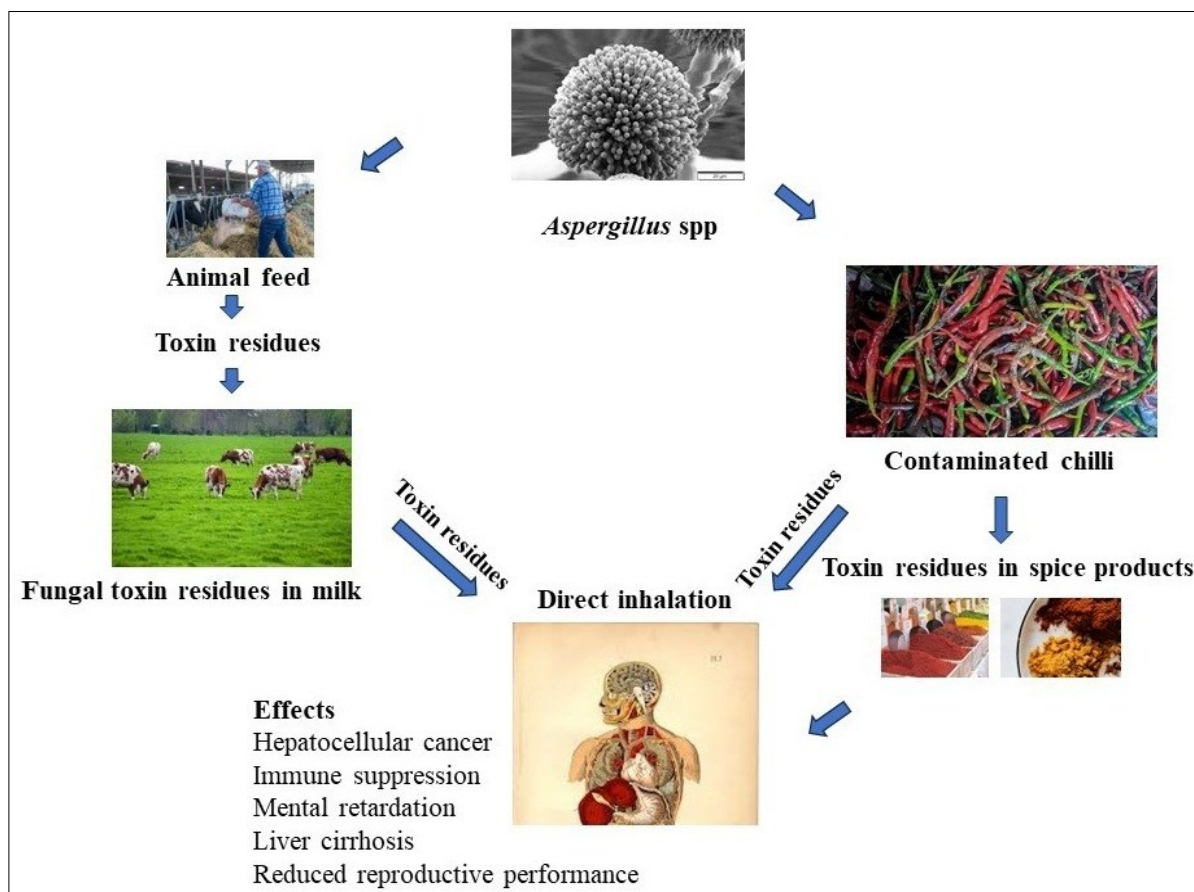 Aspergillus spp
Animal feed
Toxin residues
Contaminated chilli
Fungal toxin residues in milk
Toxin residues
Toxin residues
Toxin residues in spice products
Direct inhalation
Effects
Hepatocellular cancer
Immune suppression
Mental retardation
Liver cirrhosis
Reduced reproductive performance